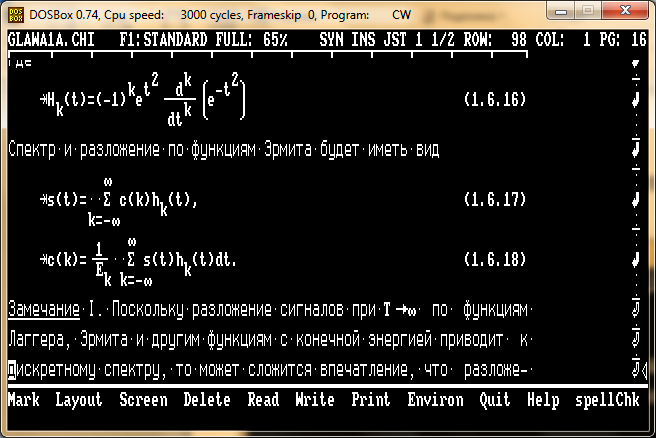 DOSBox 0.74, Cpu speed: 3000 cycles, Frameskip 0, Program: CW
GLAWA1A.CHI F1:STANDARD FULL: 65% SYN INS JST 1 1/2 ROW: 98 COL: 1 PG: 16
H_k(t)=(-1)^k e^{t^2} d^k/dt^k (e^{-t^2}) (1.6.16)
Спектр и разложение по функциям Эрмита будет иметь вид
s(t)= Σ_{k=-∞}^{∞} c(k)h_k(t), (1.6.17)
c(k)= 1/E_k Σ_{k=-∞}^{∞} s(t)h_k(t)dt. (1.6.18)
Замечание I. Поскольку разложение сигналов при T →∞ по функциям
Лаггера, Эрмита и другим функциям с конечной энергией приводит к
дискретному спектру, то может сложится впечатление, что разложе-
Mark Layout Screen Delete Read Write Print Environ Quit Help spellChk